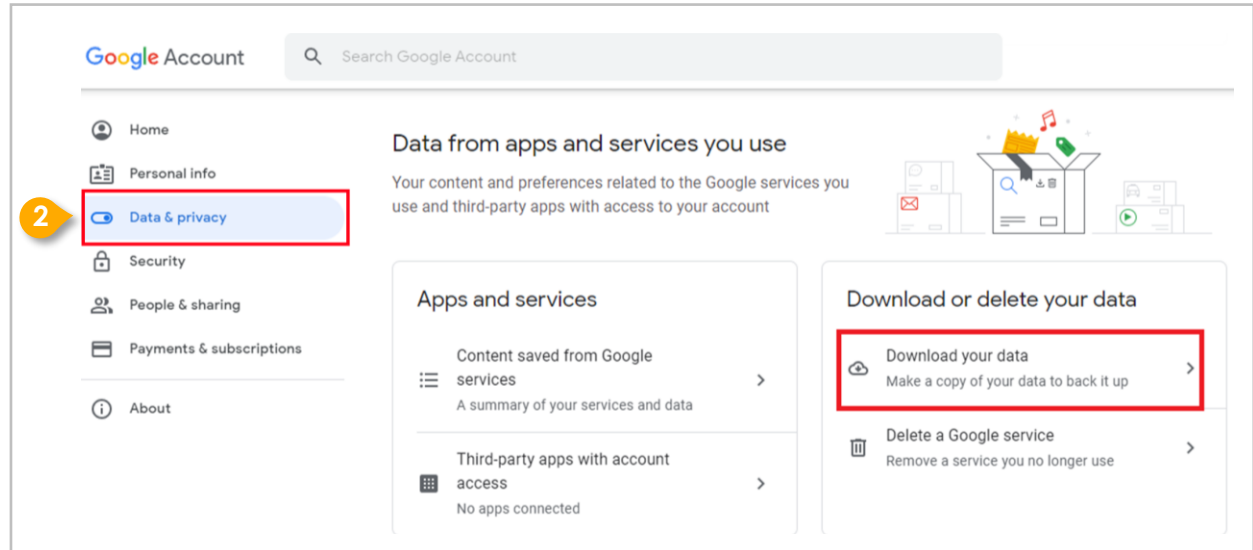 Google Account
Search Google Account
Home
Personal info
2
Data & privacy
Security
People & sharing
Payments & subscriptions
About
Data from apps and services you use
Your content and preferences related to the Google services you
use and third-party apps with access to your account
Apps and services
Content saved from Google
services
A summary of your services and data
Third-party apps with account
access
No apps connected
Download or delete your data
Download your data
Make a copy of your data to back it up
Delete a Google service
Remove a service you no longer use